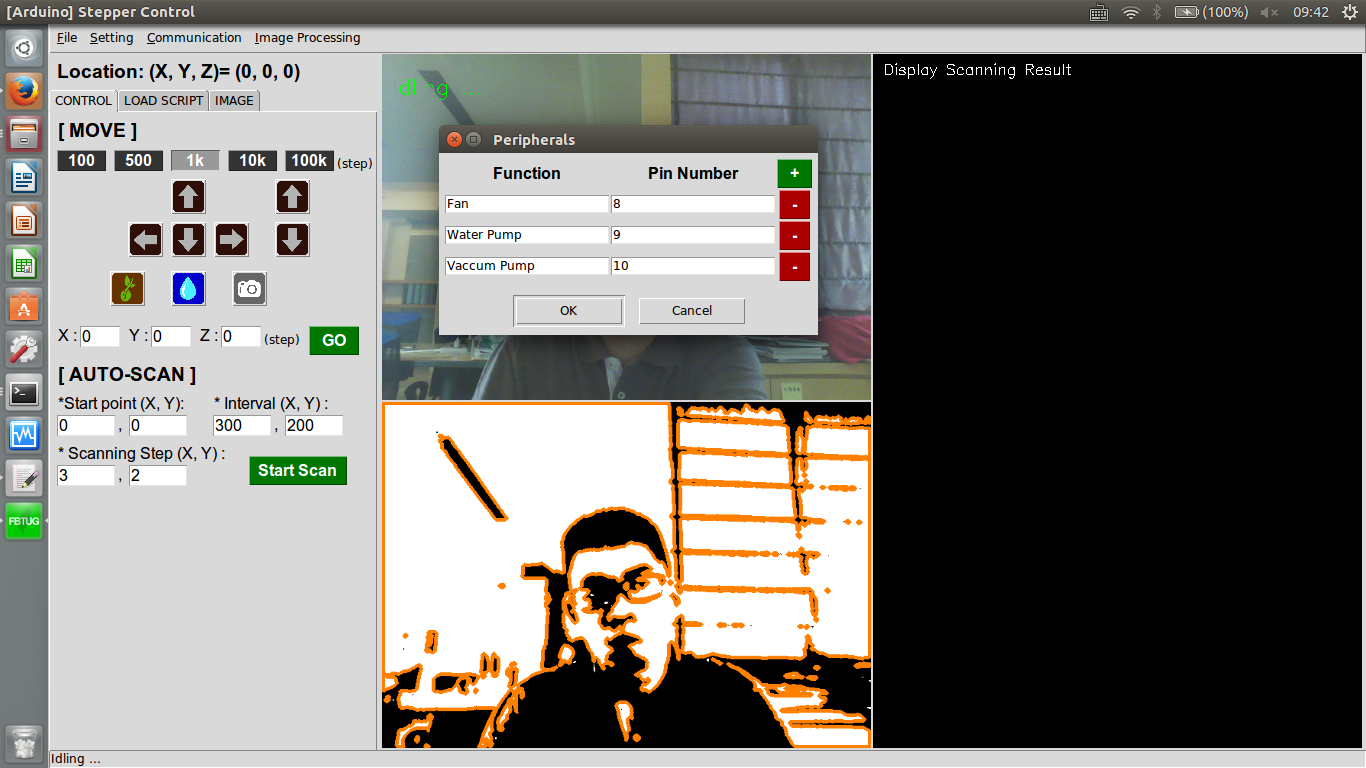 [Arduino] Stepper Control
(100%) 09:42
File Setting Communication Image Processing
Location: (X, Y, Z)= (0, 0, 0)
CONTROL LOAD SCRIPT IMAGE
[ MOVE ]
100 500 1k 10k 100k (step)
X : 0 Y : 0 Z : 0 (step) GO
[ AUTO-SCAN ]
*Start point (X, Y): * Interval (X, Y) :
0 , 0 300 , 200
* Scanning Step (X, Y) :
3 , 2 Start Scan
dling ...
Peripherals
Function Pin Number +
Fan 8 -
Water Pump 9 -
Vaccum Pump 10 -
OK Cancel
Display Scanning Result
FBTUG
Idling ...